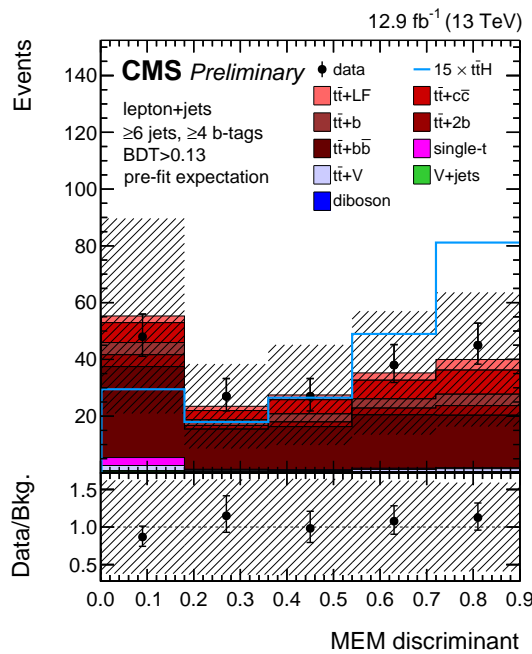 12.9 fb⁻¹ (13 TeV)
Events
140
120
100
80
60
40
20
CMS Preliminary
lepton+jets
≥6 jets, ≥4 b-tags
BDT>0.13
pre-fit expectation
data
15 × tt̄H
tt̄+LF
tt̄+cc̄
tt̄+b
tt̄+2b
tt̄+bb̄
single-t
tt̄+V
V+jets
diboson
Data/Bkg.
1.5
1.0
0.5
0.0 0.1 0.2 0.3 0.4 0.5 0.6 0.7 0.8 0.9
MEM discriminant